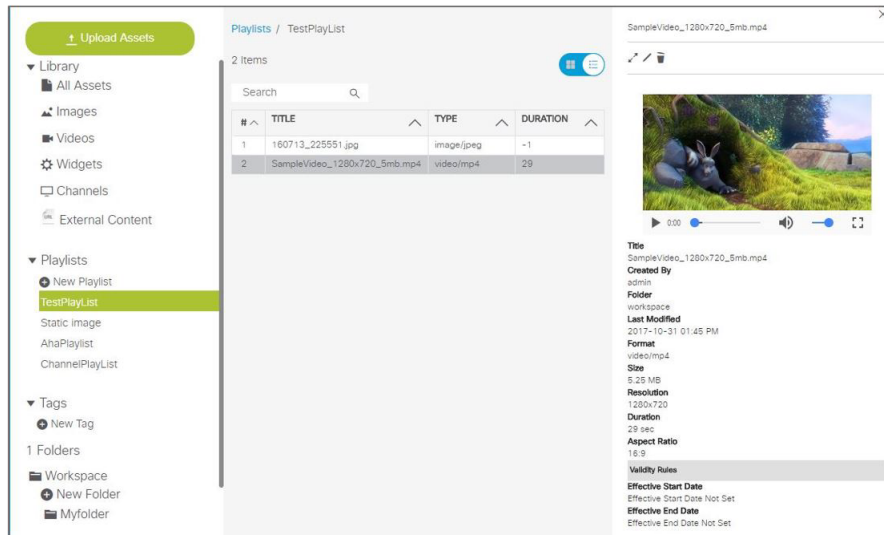 Upload Assets
Library
All Assets
Images
Videos
Widgets
Channels
External Content
Playlists
New Playlist
TestPlayList
Static image
AhaPlaylist
ChannelPlayList
Tags
New Tag
1 Folders
Workspace
New Folder
Myfolder
Playlists / TestPlayList
2 Items
Search
# TITLE TYPE DURATION
1 160713_225551.jpg image/jpeg -1
2 SampleVideo_1280x720_5mb.mp4 video/mp4 29
SampleVideo_1280x720_5mb.mp4
0:00
Title
SampleVideo_1280x720_5mb.mp4
Created By
admin
Folder
workspace
Last Modified
2017-10-31 01:45 PM
Format
video/mp4
Size
5.25 MB
Resolution
1280x720
Duration
29 sec
Aspect Ratio
16:9
Validity Rules
Effective Start Date
Effective Start Date Not Set
Effective End Date
Effective End Date Not Set